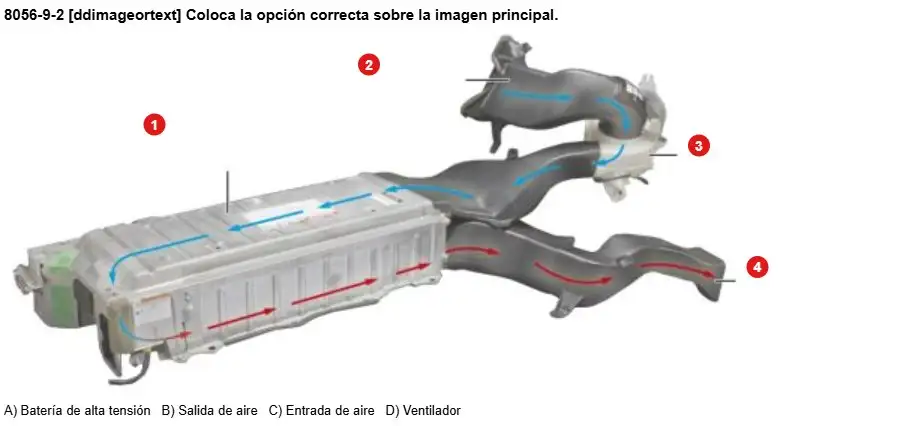 8056-9-2 [ddimageortext] Coloca la opción correcta sobre la imagen principal.
2
1
3
4
A) Batería de alta tensión B) Salida de aire C) Entrada de aire D) Ventilador